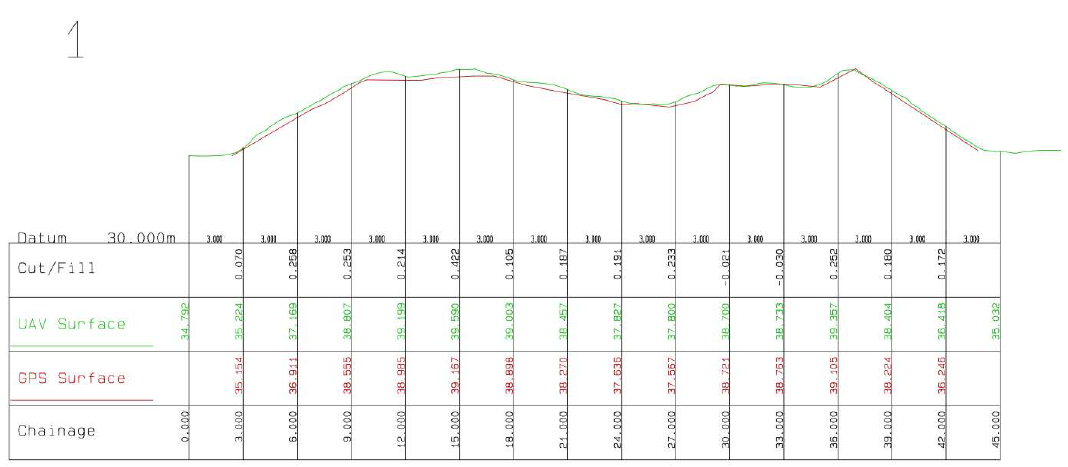 1
Datum 30.000m 3.000 3.000 3.000 3.000 3.000 3.000 3.000 3.000 3.000 3.000 3.000 3.000 3.000 3.000 3.000
Cut/Fill 0.070 0.258 0.253 0.214 0.422 0.105 0.187 0.191 0.233 -0.021 -0.030 0.252 0.180 0.172
UAV Surface 34.792 35.224 37.169 38.807 39.199 39.590 39.003 38.457 37.827 37.800 38.700 38.733 39.357 38.404 36.418 35.032
GPS Surface 35.154 36.911 38.555 38.985 39.167 38.898 38.270 37.636 37.567 38.721 38.763 39.105 38.224 36.246
Chainage 0.000 3.000 6.000 9.000 12.000 15.000 18.000 21.000 24.000 27.000 30.000 33.000 36.000 39.000 42.000 45.000